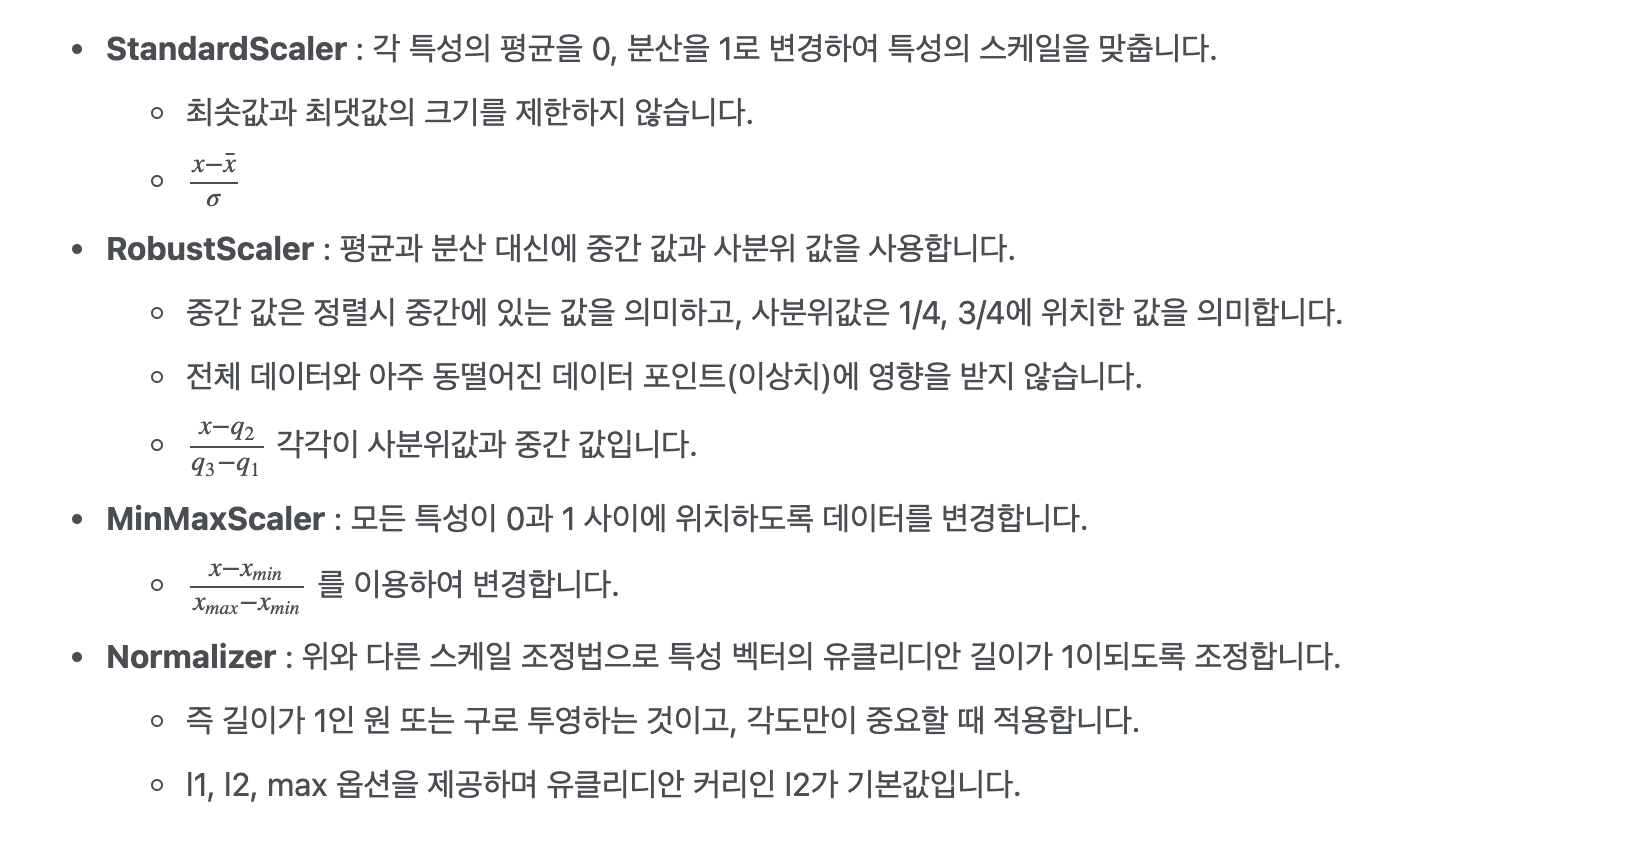 • StandardScaler : 각 특성의 평균을 0, 분산을 1로 변경하여 특성의 스케일을 맞춥니다.
◦ 최솟값과 최댓값의 크기를 제한하지 않습니다.
◦ $\frac{x-\bar{x}}{\sigma}$
• RobustScaler : 평균과 분산 대신에 중간 값과 사분위 값을 사용합니다.
◦ 중간 값은 정렬시 중간에 있는 값을 의미하고, 사분위값은 1/4, 3/4에 위치한 값을 의미합니다.
◦ 전체 데이터와 아주 동떨어진 데이터 포인트(이상치)에 영향을 받지 않습니다.
◦ $\frac{x-q_2}{q_3-q_1}$ 각각이 사분위값과 중간 값입니다.
• MinMaxScaler : 모든 특성이 0과 1 사이에 위치하도록 데이터를 변경합니다.
◦ $\frac{x-x_{min}}{x_{max}-x_{min}}$ 를 이용하여 변경합니다.
• Normalizer : 위와 다른 스케일 조정법으로 특성 벡터의 유클리디안 길이가 1이되도록 조정합니다.
◦ 즉 길이가 1인 원 또는 구로 투영하는 것이고, 각도만이 중요할 때 적용합니다.
◦ l1, l2, max 옵션을 제공하며 유클리디안 커리인 l2가 기본값입니다.